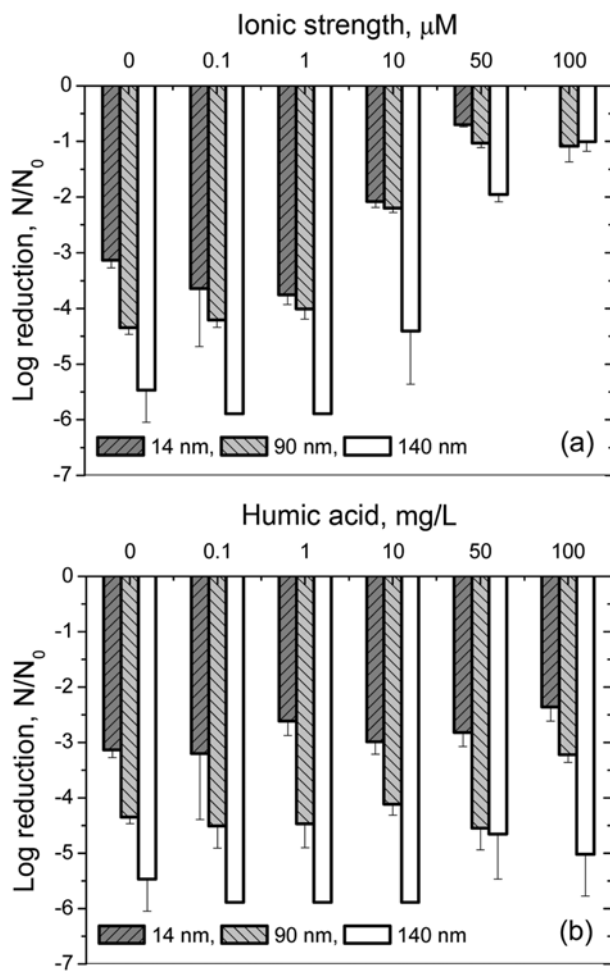 Ionic strength, μM
0 0.1 1 10 50 100
Log reduction, N/N₀
0
-1
-2
-3
-4
-5
-6
-7
14 nm, 90 nm, 140 nm
(a)
Humic acid, mg/L
0 0.1 1 10 50 100
Log reduction, N/N₀
0
-1
-2
-3
-4
-5
-6
-7
14 nm, 90 nm, 140 nm
(b)